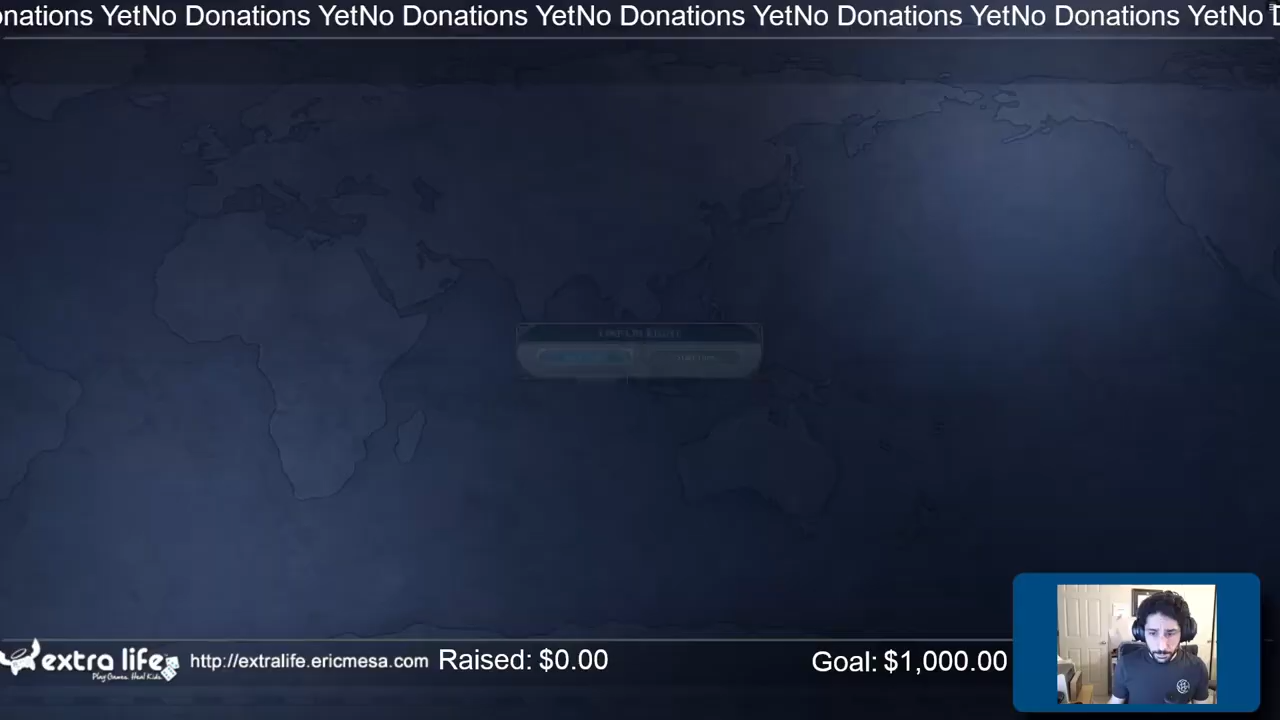 onations YetNo Donations YetNo Donations YetNo Donations YetNo Donations YetNo Donations YetNo D
extra life
Play Games. Heal Kids.
http://extralife.ericmesa.com
Raised: $0.00
Goal: $1,000.00